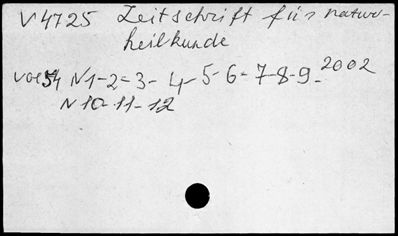 V4725 Zeitschrift für natur-
heilkunde
vol 54 N1-2-3-4-5-6-7-8-9- 2002
N10-11-12